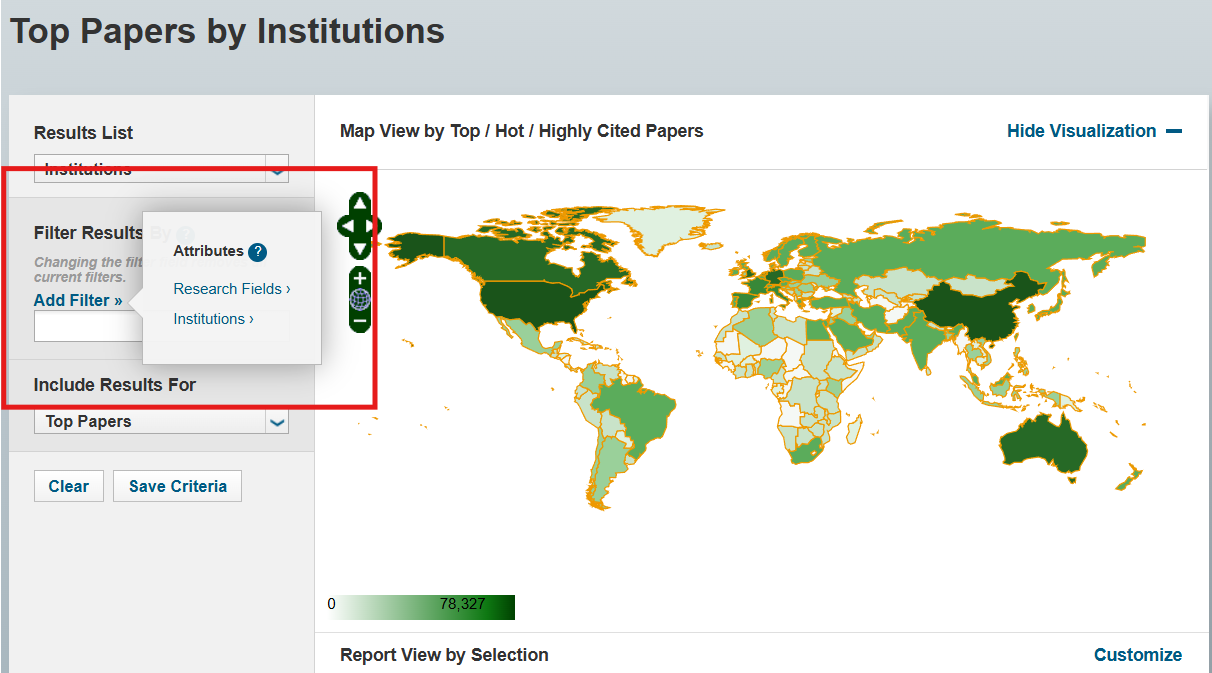 Top Papers by Institutions
Results List
Institutions
Filter Results By ?
Changing the filt
current filters.
Add Filter »
Attributes ?
Research Fields ›
Institutions ›
Include Results For
Top Papers
Clear
Save Criteria
Map View by Top / Hot / Highly Cited Papers
Hide Visualization
0
78,327
Report View by Selection
Customize